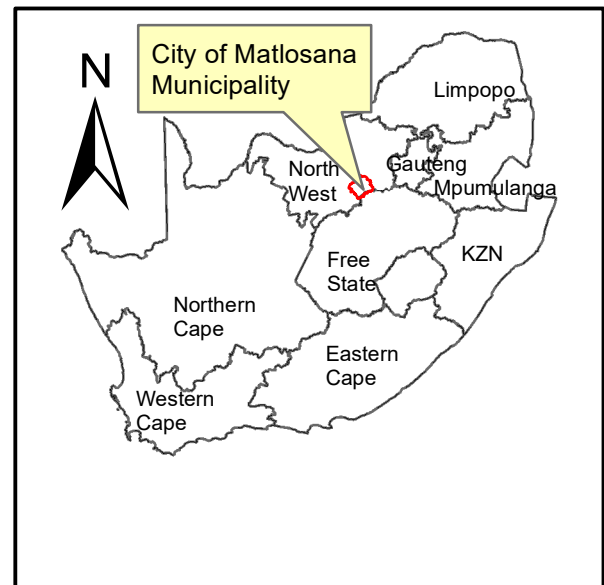 City of Matlosana
Municipality
N
Limpopo
North
West
Gauteng
Mpumulanga
KZN
Free
State
Northern
Cape
Eastern
Cape
Western
Cape